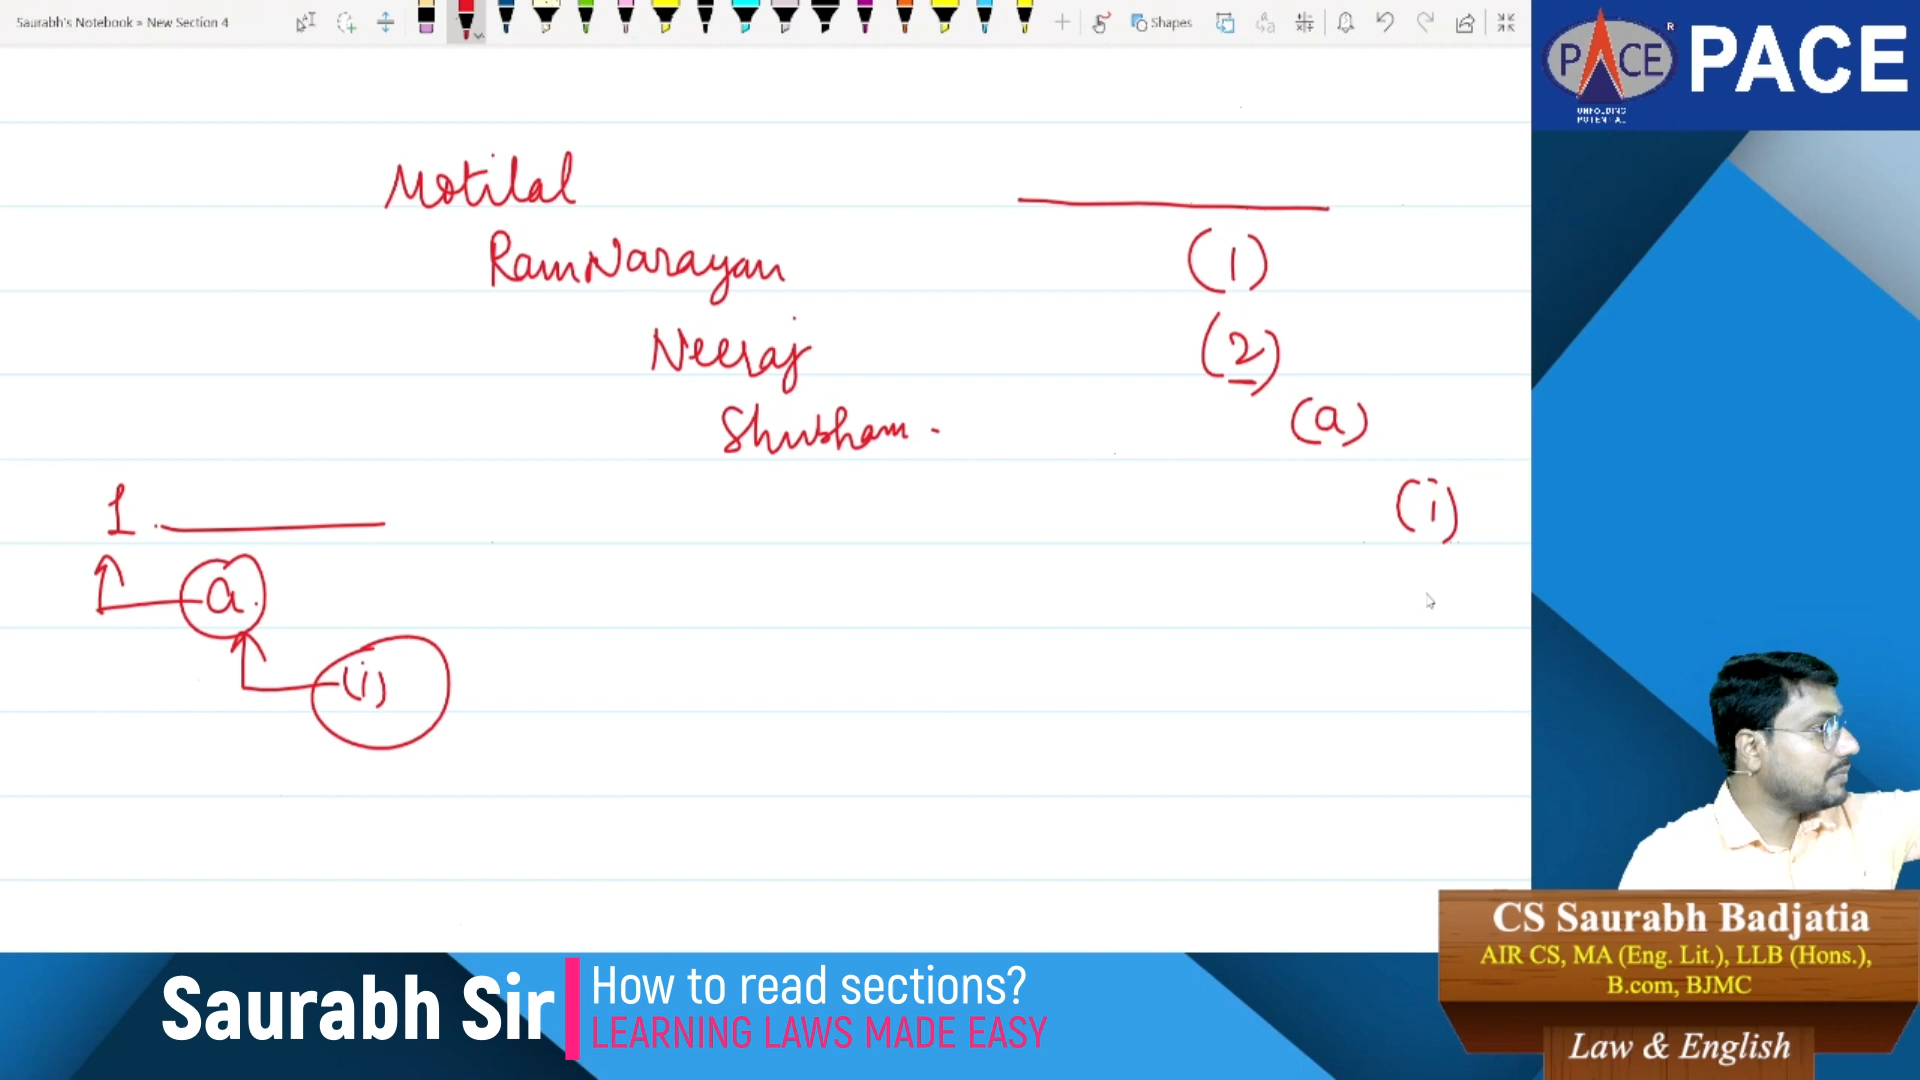 Saurabh's Notebook » New Section 4
Shapes
PACE
UNFOLDING
POTENTIAL
®
PACE
Motilal
RamNarayan
(1)
Neeraj
(2)
Shubham.
(a)
1.
(i)
a.
(i)
CS Saurabh Badjatia
AIR CS, MA (Eng. Lit.), LLB (Hons.),
B.com, BJMC
Law & English
Saurabh Sir
How to read sections?
LEARNING LAWS MADE EASY